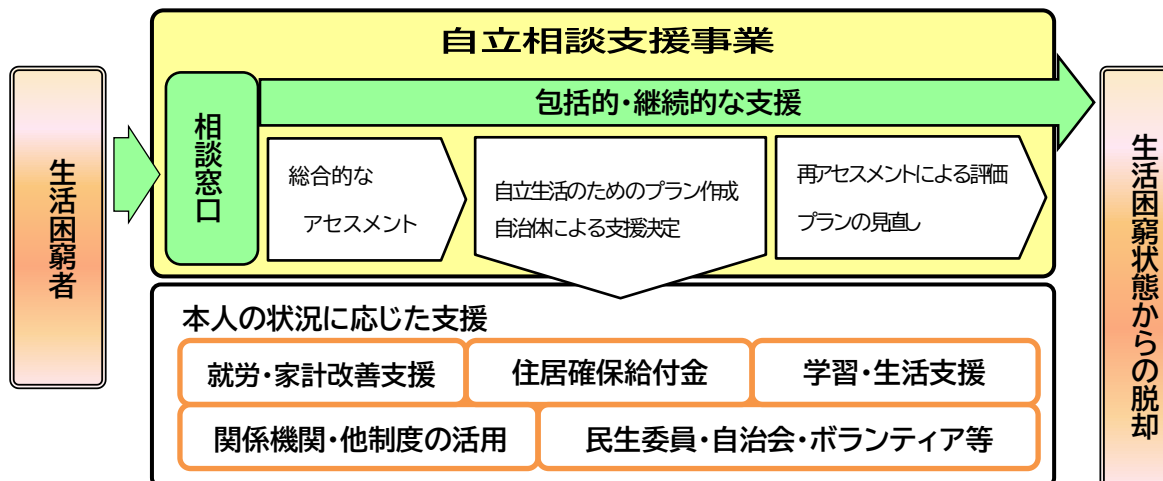 自立相談支援事業
生活困窮者
相談窓口
包括的・継続的な支援
総合的な
アセスメント
自立生活のためのプラン作成
自治体による支援決定
再アセスメントによる評価
プランの見直し
生活困窮状態からの脱却
本人の状況に応じた支援
就労・家計改善支援
住居確保給付金
学習・生活支援
関係機関・他制度の活用
民生委員・自治会・ボランティア等